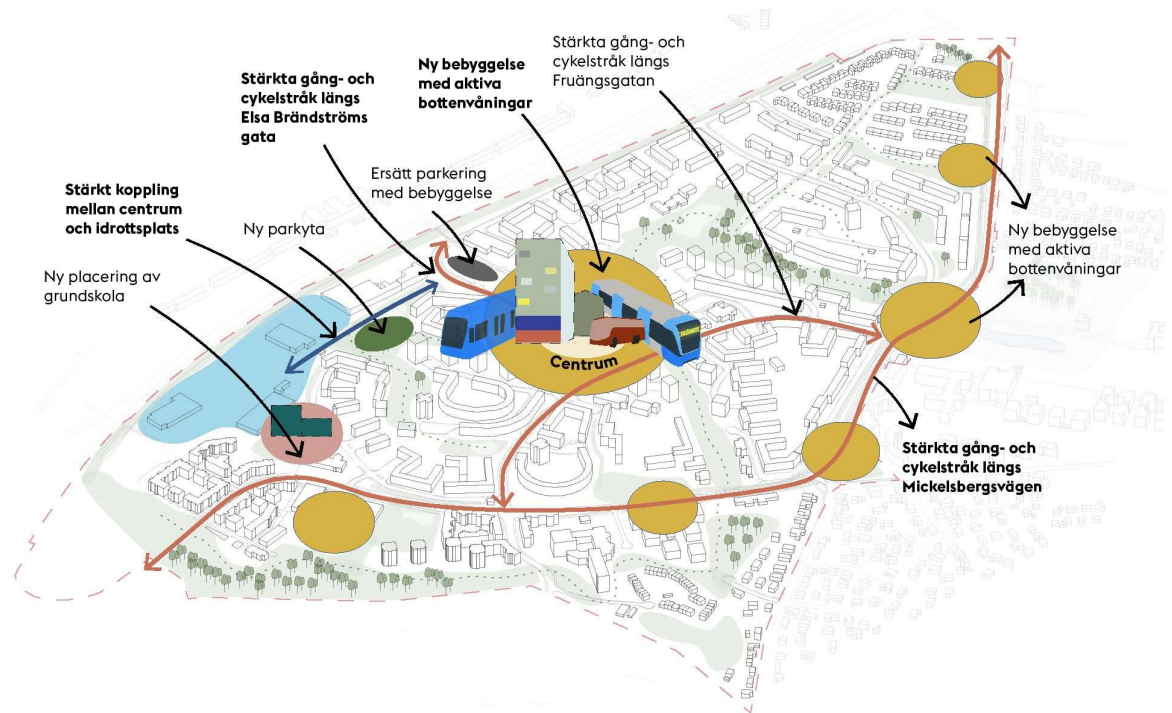 Stärkta gång- och
cykelstråk längs
Elsa Brändströms
gata
Ny bebyggelse
med aktiva
bottenvåningar
Stärkta gång- och
cykelstråk längs
Fruängsgatan
Ersätt parkering
med bebyggelse
Stärkt koppling
mellan centrum
och idrottsplats
Ny parkyta
Ny placering av
grundskola
Ny bebyggelse
med aktiva
bottenvåningar
Centrum
Stärkta gång- och
cykelstråk längs
Mickelsbergsvägen